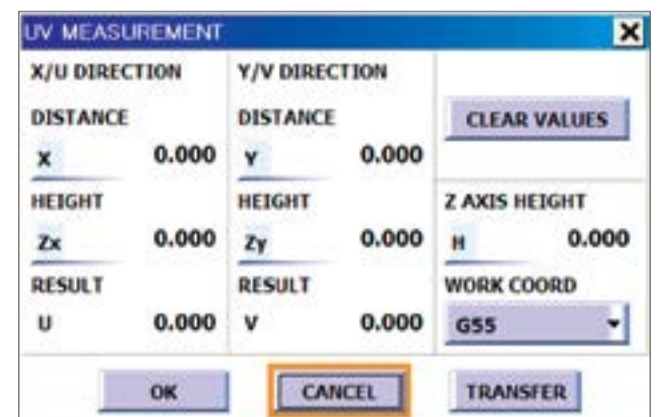 UV MEASUREMENT
X/U DIRECTION
DISTANCE
X 0.000
HEIGHT
Zx 0.000
RESULT
U 0.000
Y/V DIRECTION
DISTANCE
Y 0.000
HEIGHT
Zy 0.000
RESULT
V 0.000
CLEAR VALUES
Z AXIS HEIGHT
H 0.000
WORK COORD
G55
OK
CANCEL
TRANSFER